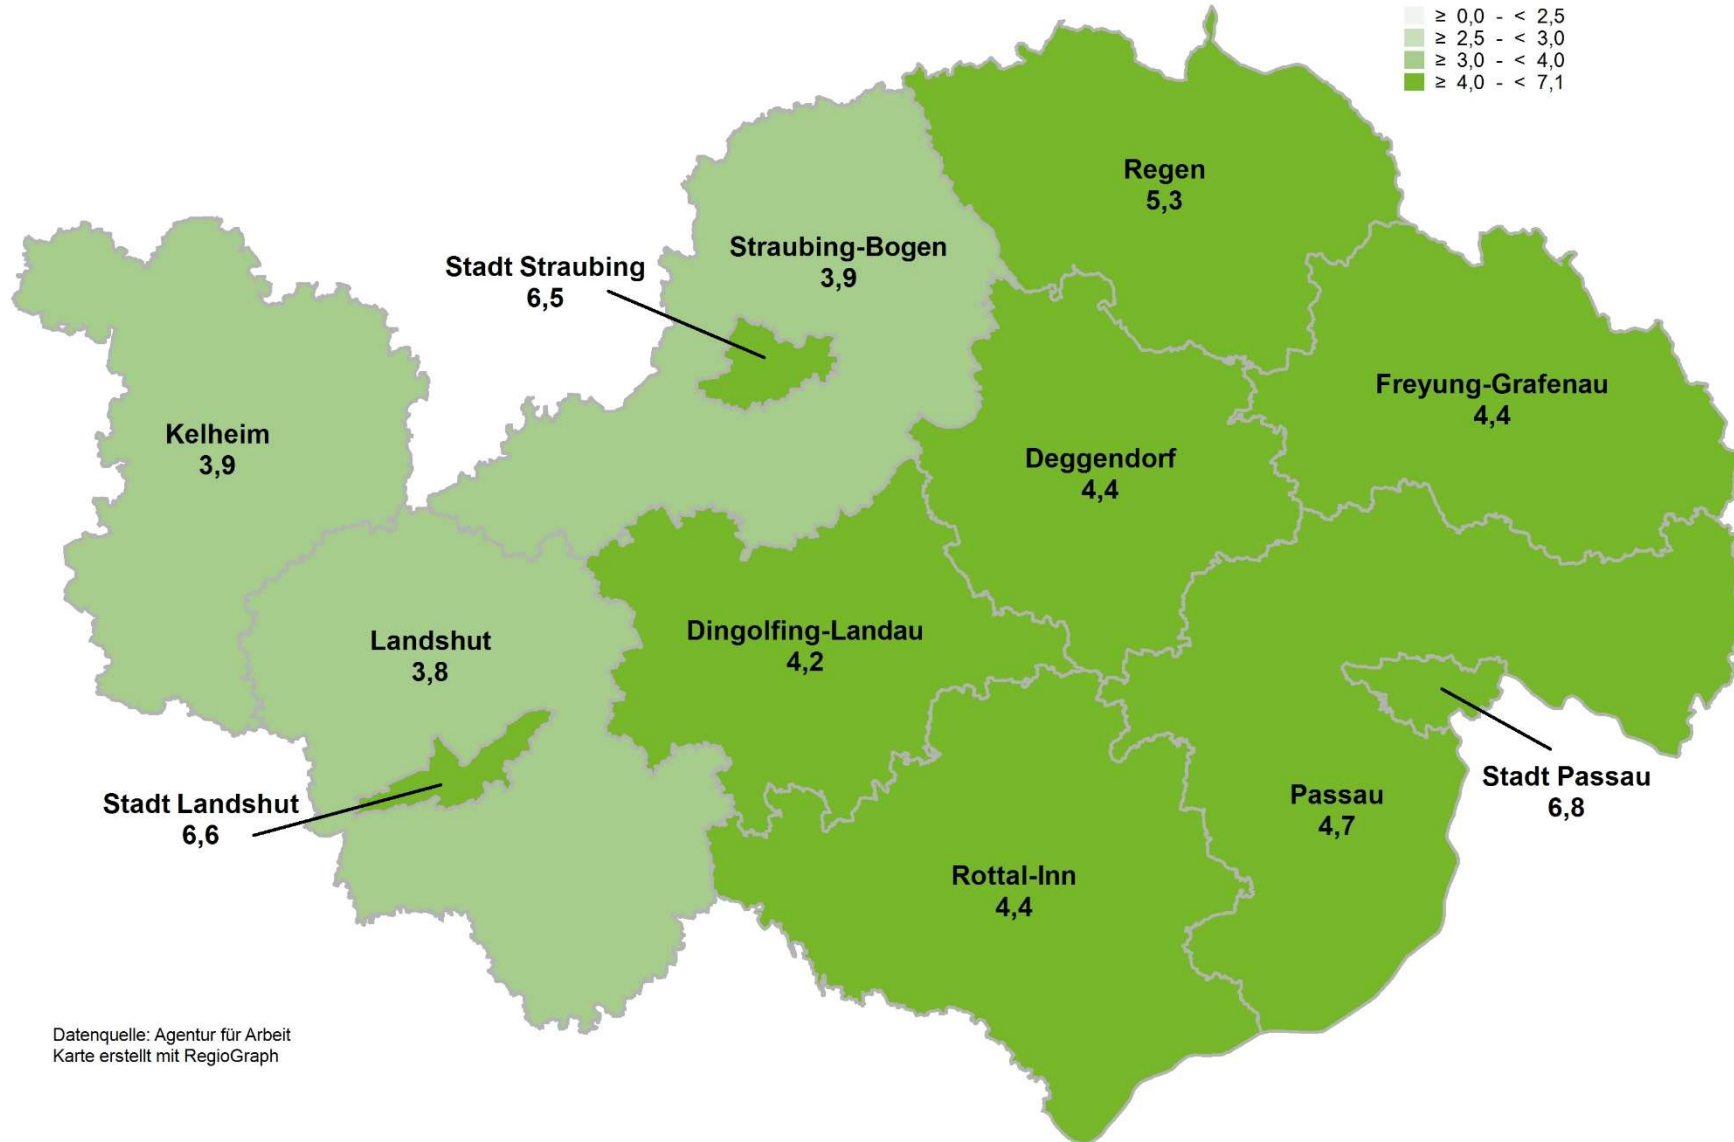 ≥ 0,0 - < 2,5
≥ 2,5 - < 3,0
≥ 3,0 - < 4,0
≥ 4,0 - < 7,1
Regen
5,3
Straubing-Bogen
3,9
Stadt Straubing
6,5
Freyung-Grafenau
4,4
Kelheim
3,9
Deggendorf
4,4
Landshut
3,8
Dingolfing-Landau
4,2
Stadt Landshut
6,6
Passau
4,7
Stadt Passau
6,8
Rottal-Inn
4,4
Datenquelle: Agentur für Arbeit
Karte erstellt mit RegioGraph